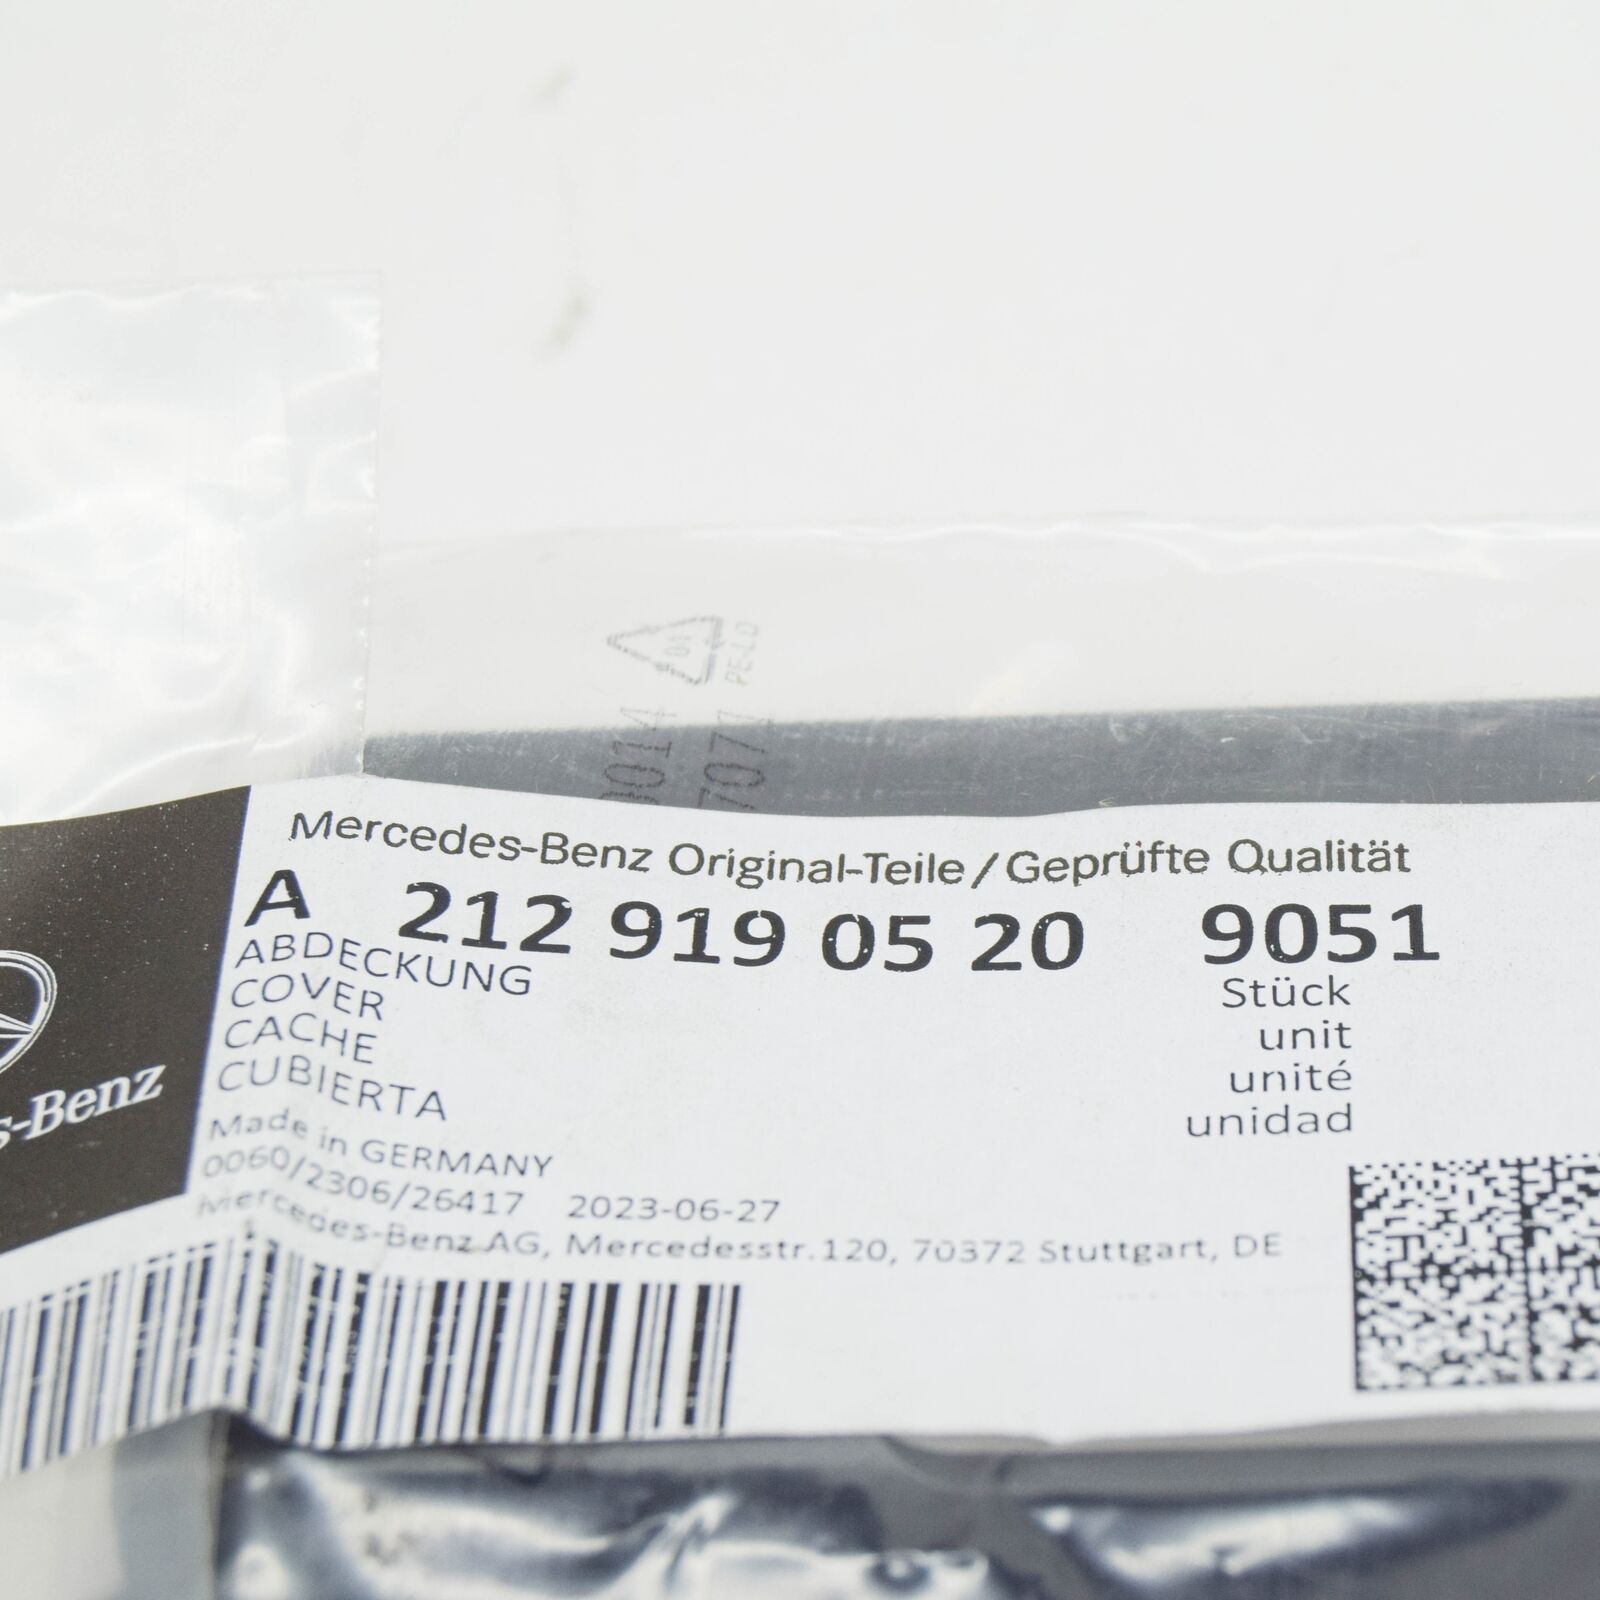 04
PE-LD
7077
Mercedes-Benz Original-Teile / Geprüfte Qualität
A 212 919 05 20 9051
ABDECKUNG
COVER
CACHE
CUBIERTA
Stück
unit
unité
unidad
Made in GERMANY
0060/2306/26417 2023-06-27
Mercedes-Benz AG, Mercedesstr.120, 70372 Stuttgart, DE
s-Benz